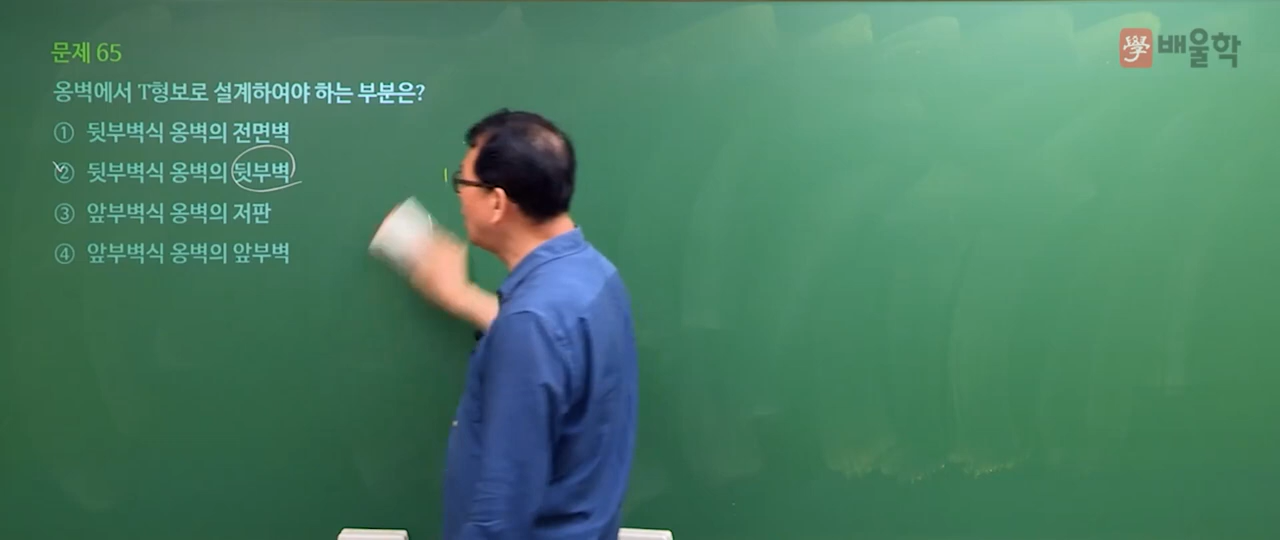 문제 65
學 배울학
옹벽에서 T형보로 설계하여야 하는 부분은?
① 뒷부벽식 옹벽의 전면벽
② 뒷부벽식 옹벽의 뒷부벽
③ 앞부벽식 옹벽의 저판
④ 앞부벽식 옹벽의 앞부벽